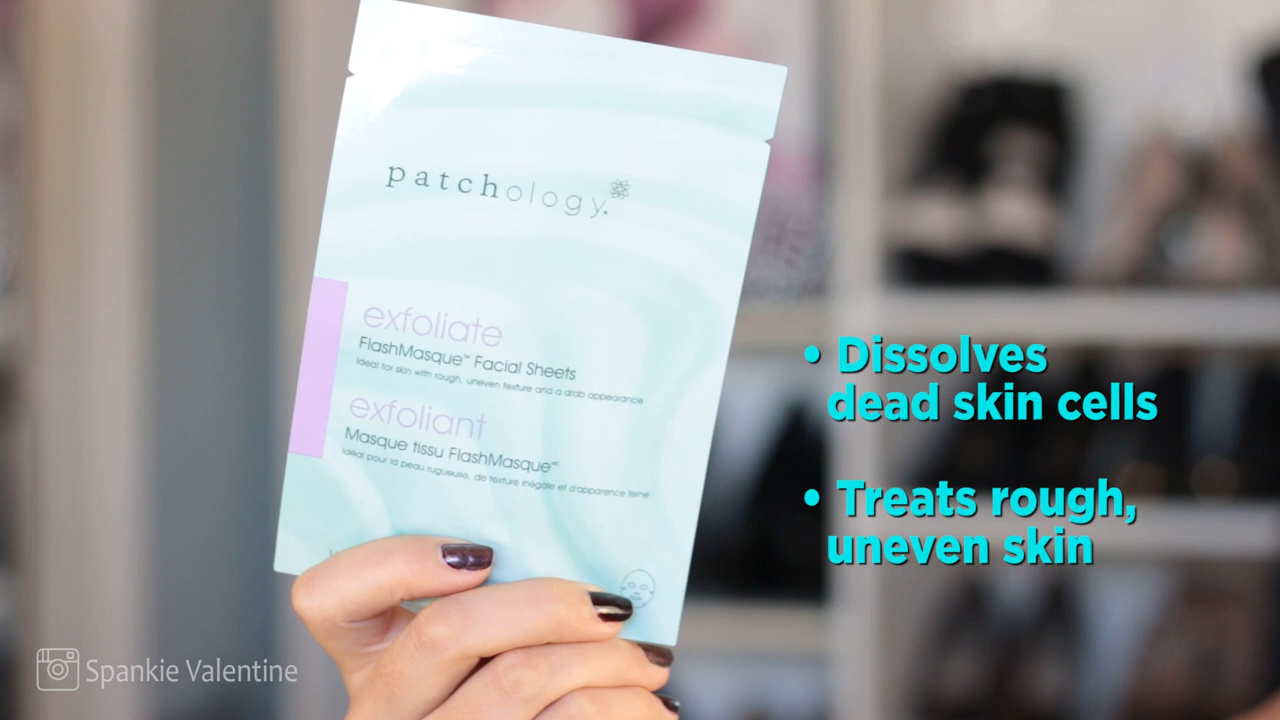 patchology
exfoliate
FlashMasque™ Facial Sheets
Ideal for skin with rough, uneven texture and a drab appearance
exfoliant
Masque tissu FlashMasque™
Idéal pour la peau rugueuse, de texture inégale et d'apparence terne
• Dissolves
dead skin cells
• Treats rough,
uneven skin
Spankie Valentine